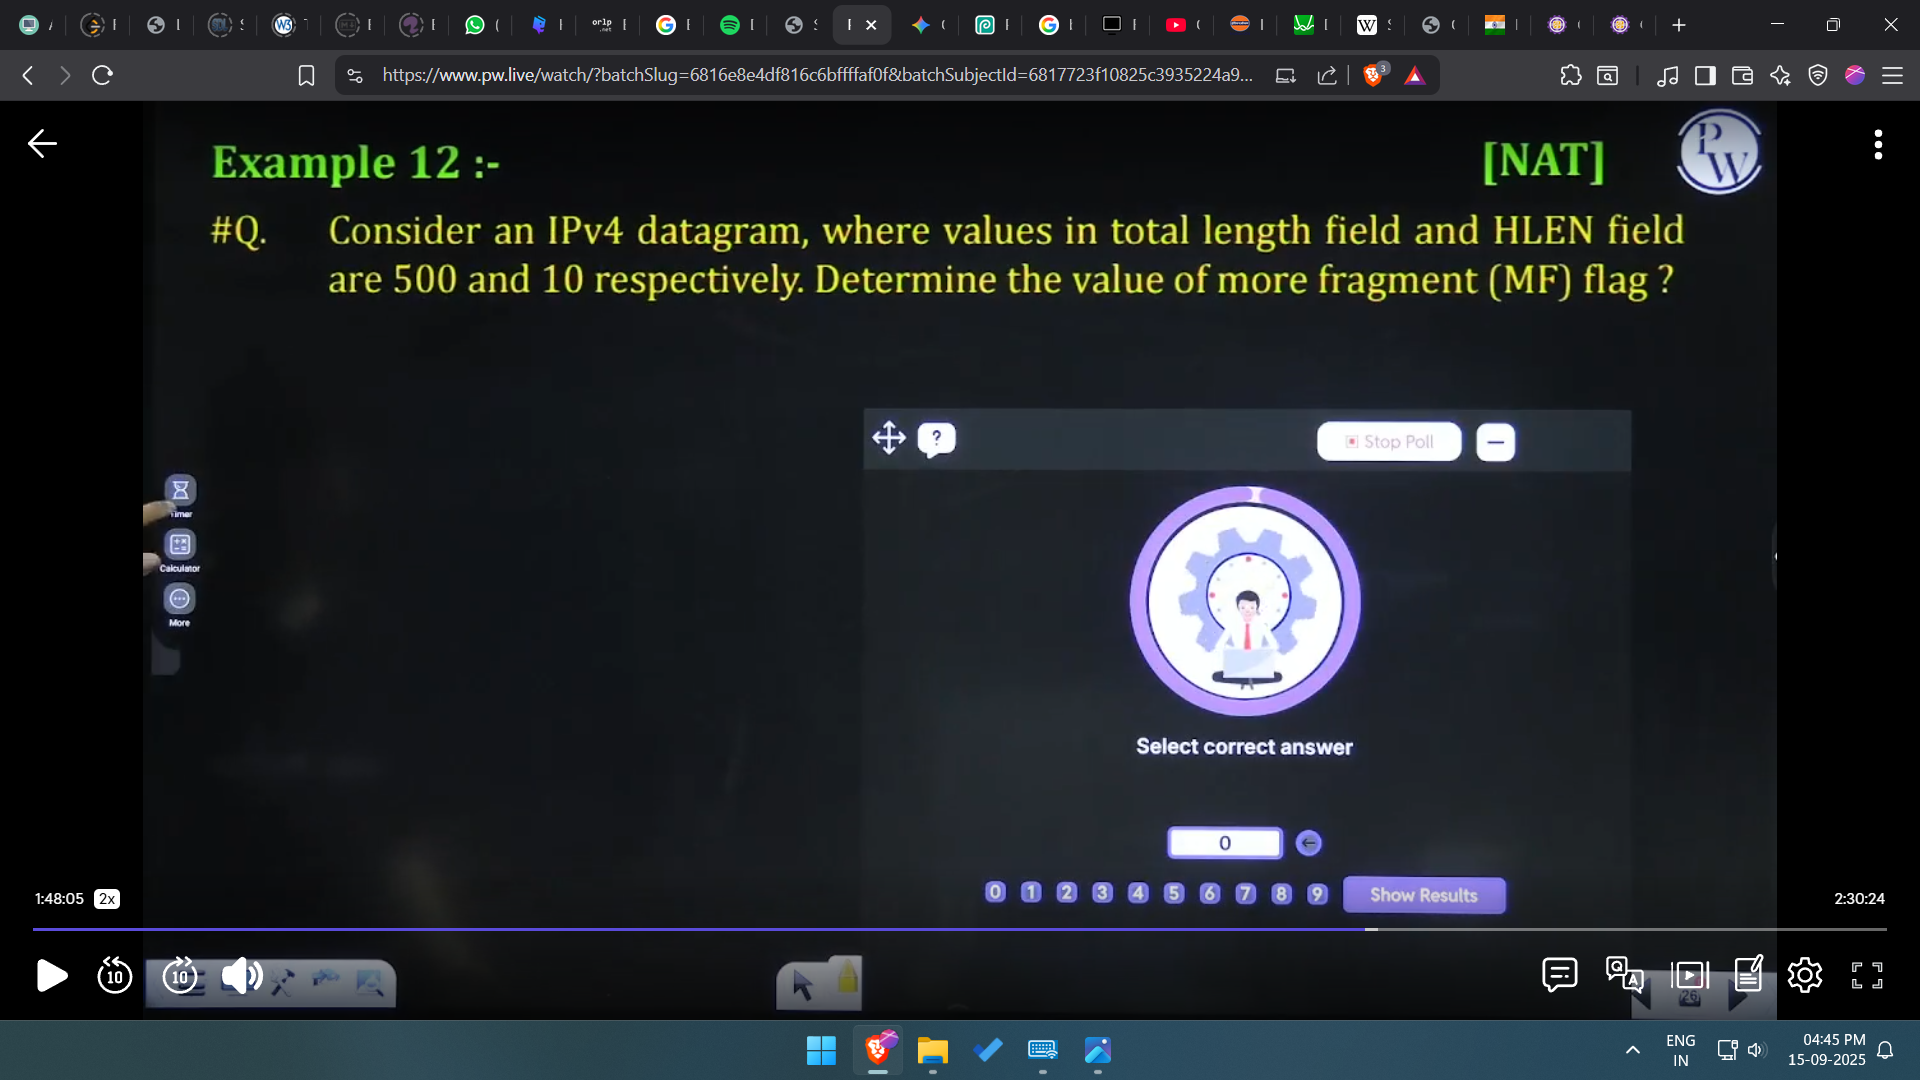 https://www.pw.live/watch/?batchSlug=6816e8e4df816c6bffffaf0f&batchSubjectId=6817723f10825c3935224a9...
3
Example 12 :-
[NAT]
PW
#Q. Consider an IPv4 datagram, where values in total length field and HLEN field
are 500 and 10 respectively. Determine the value of more fragment (MF) flag ?
?
Stop Poll
Timer
Calculator
More
Select correct answer
0
0 1 2 3 4 5 6 7 8 9
Show Results
1:48:05 2x
2:30:24
10
10
26
ENG
IN
04:45 PM
15-09-2025